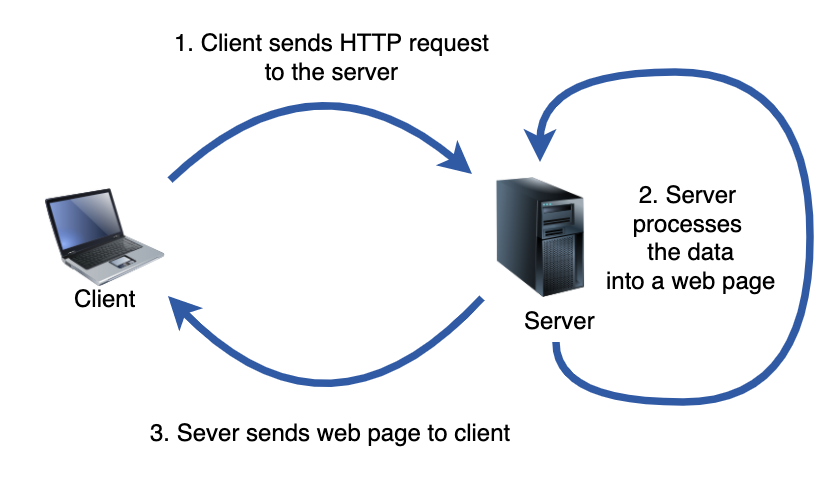 1. Client sends HTTP request
to the server
2. Server
processes
the data
into a web page
Client
Server
3. Sever sends web page to client